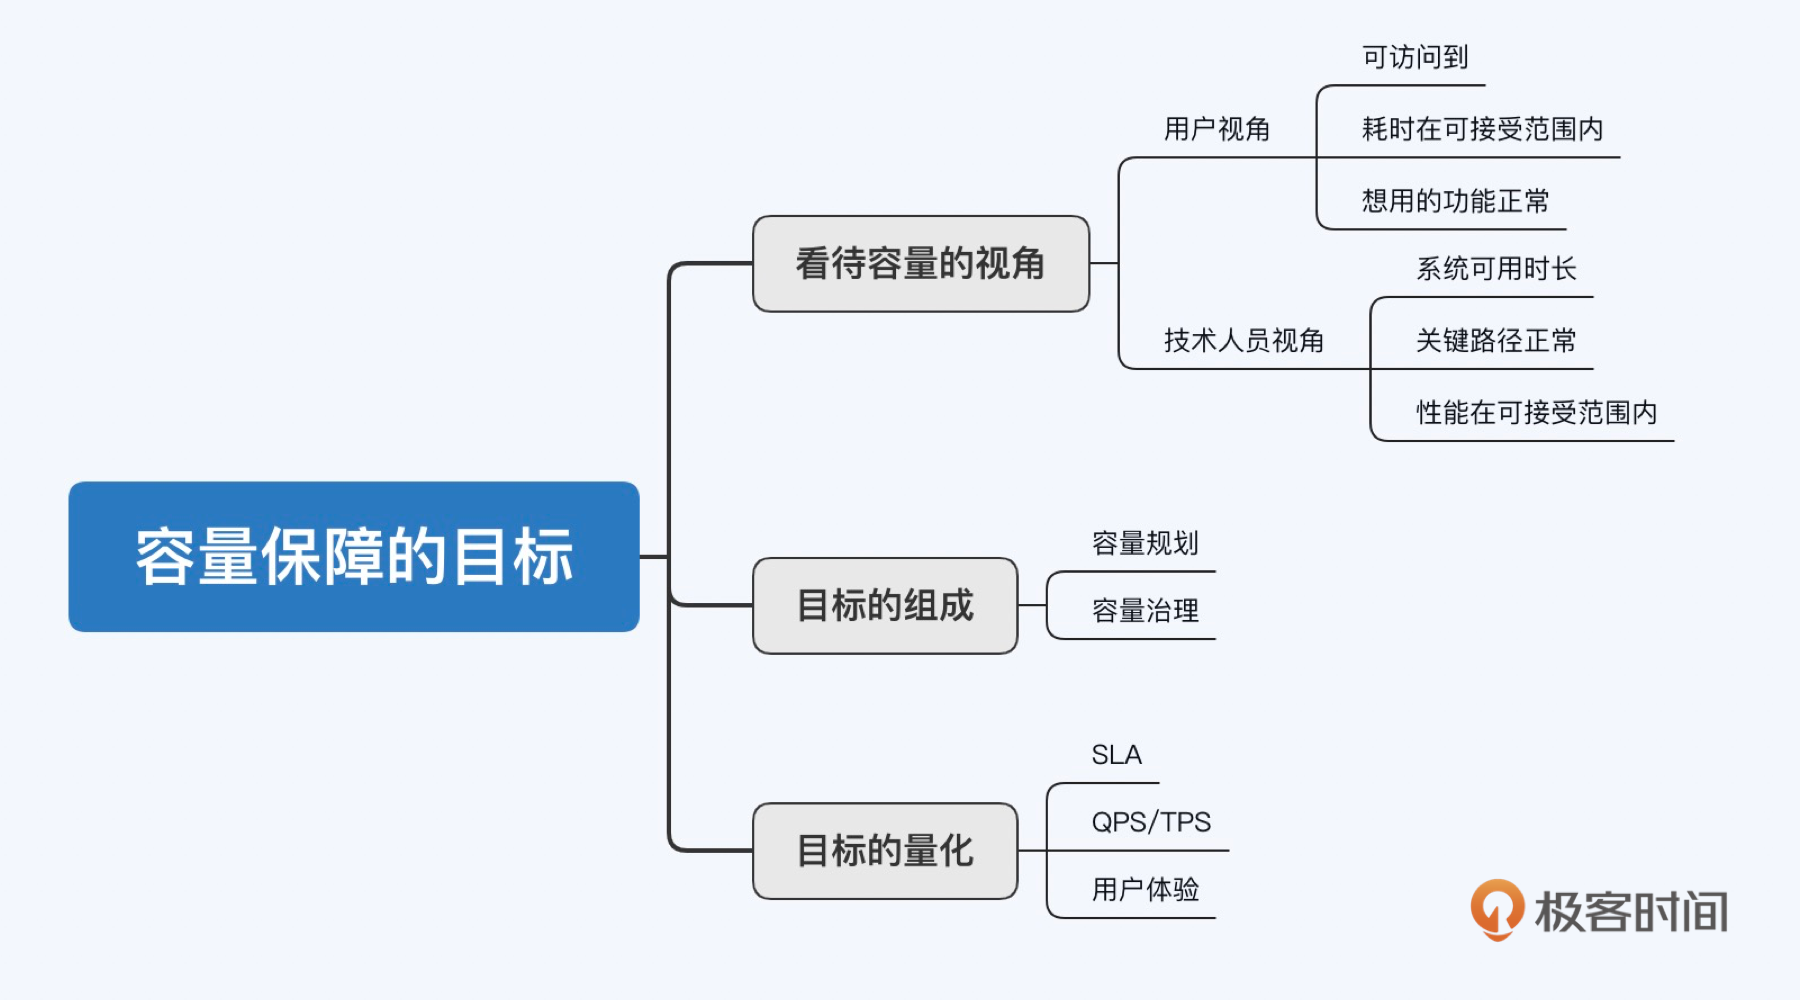 容量保障的目标
看待容量的视角
用户视角
可访问到
耗时在可接受范围内
想用的功能正常
技术人员视角
系统可用时长
关键路径正常
性能在可接受范围内
目标的组成
容量规划
容量治理
目标的量化
SLA
QPS/TPS
用户体验
极客时间